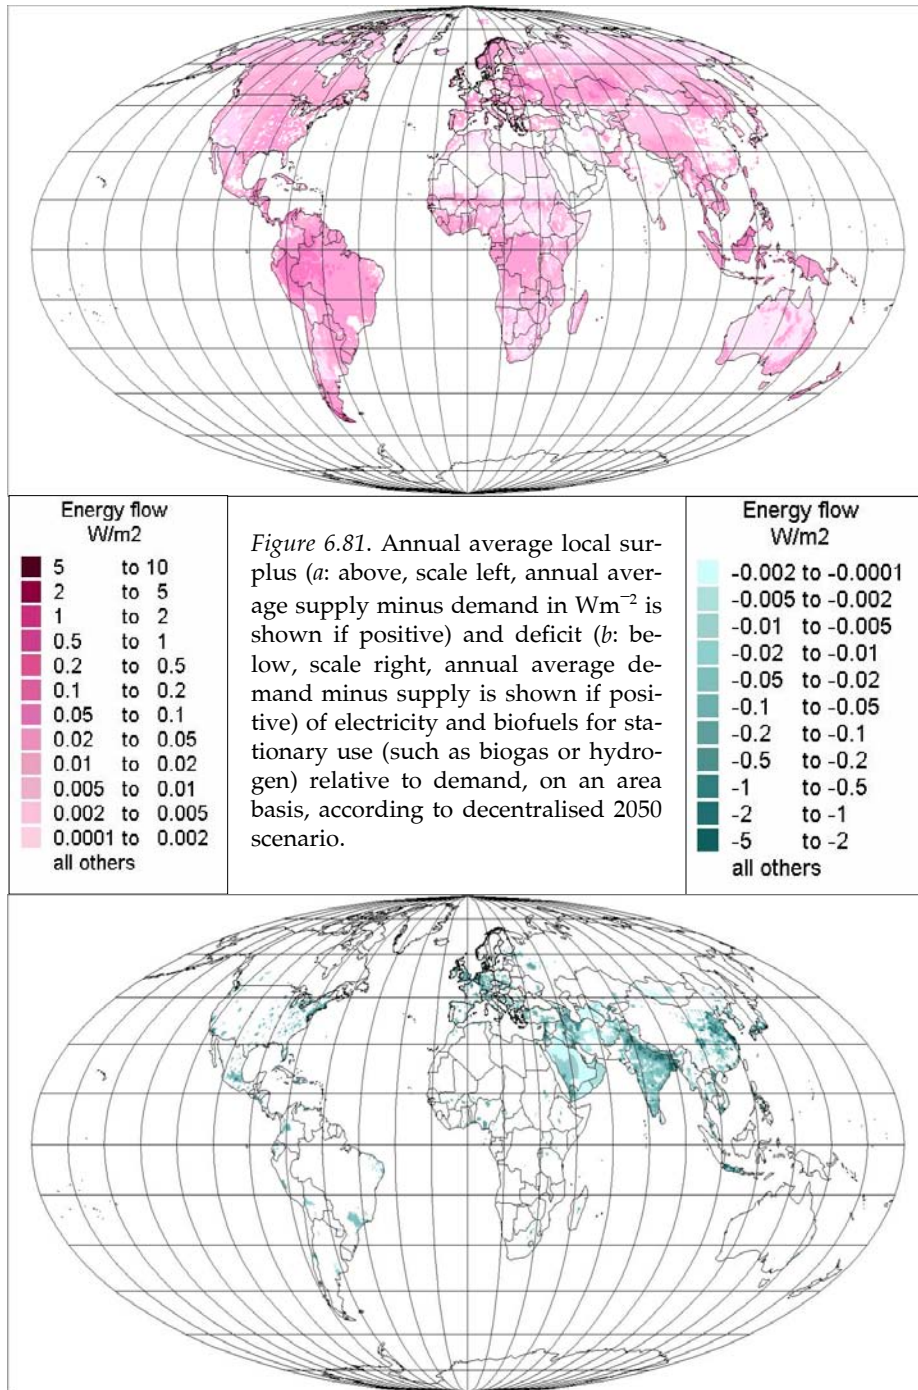 Energy flow
W/m2
5 to 10
2 to 5
1 to 2
0.5 to 1
0.2 to 0.5
0.1 to 0.2
0.05 to 0.1
0.02 to 0.05
0.01 to 0.02
0.005 to 0.01
0.002 to 0.005
0.0001 to 0.002
all others
Figure 6.81. Annual average local sur-
plus (a: above, scale left, annual aver-
age supply minus demand in Wm⁻² is
shown if positive) and deficit (b: be-
low, scale right, annual average de-
mand minus supply is shown if posi-
tive) of electricity and biofuels for sta-
tionary use (such as biogas or hydro-
gen) relative to demand, on an area
basis, according to decentralised 2050
scenario.
Energy flow
W/m2
-0.002 to -0.0001
-0.005 to -0.002
-0.01 to -0.005
-0.02 to -0.01
-0.05 to -0.02
-0.1 to -0.05
-0.2 to -0.1
-0.5 to -0.2
-1 to -0.5
-2 to -1
-5 to -2
all others